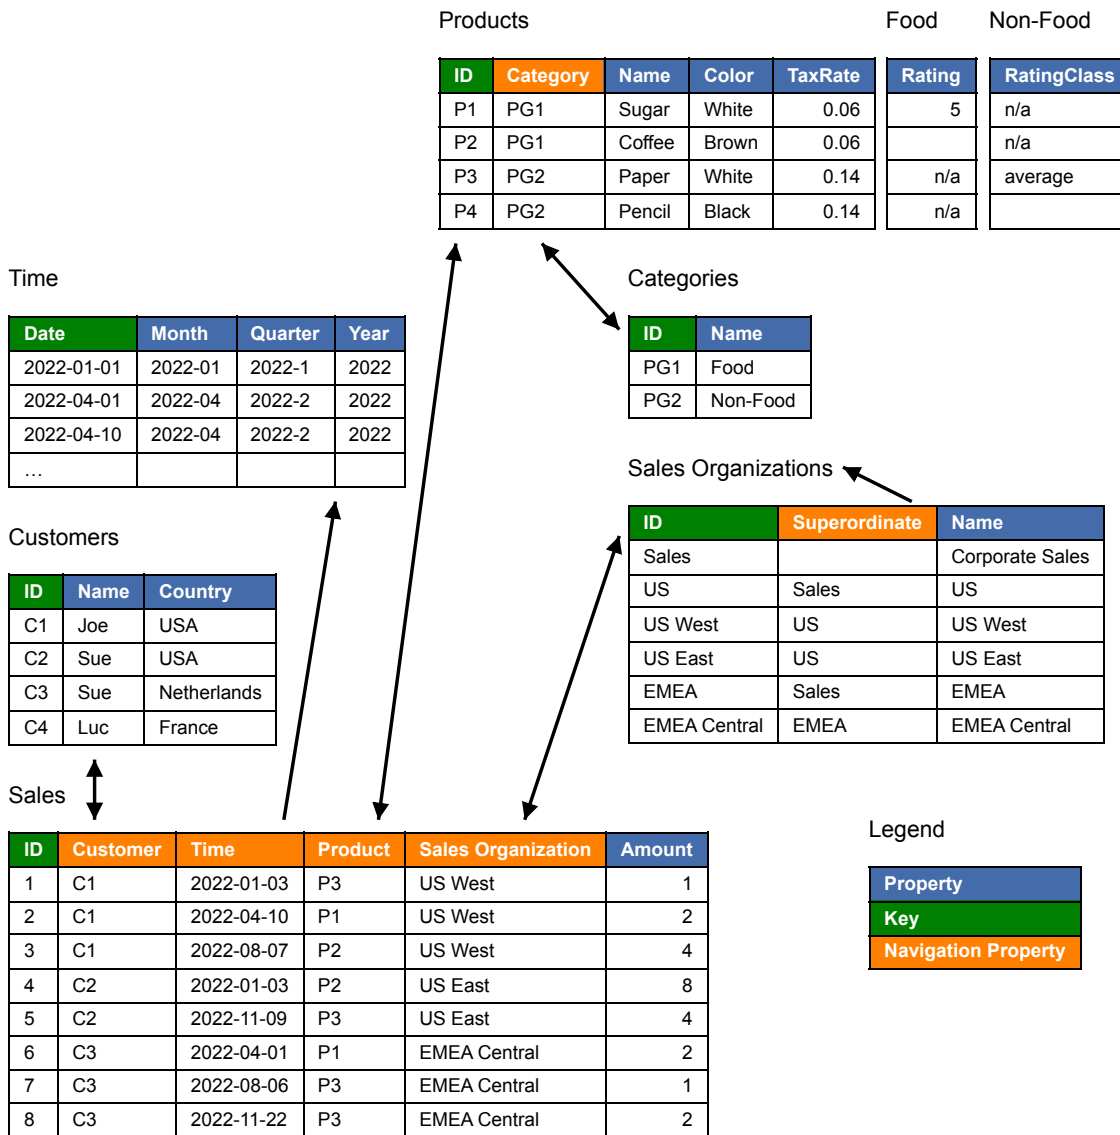 Products Food Non-Food
ID Category Name Color TaxRate Rating RatingClass
P1 PG1 Sugar White 0.06 5 n/a
P2 PG1 Coffee Brown 0.06 n/a
P3 PG2 Paper White 0.14 n/a average
P4 PG2 Pencil Black 0.14 n/a
Time
Date Month Quarter Year
2022-01-01 2022-01 2022-1 2022
2022-04-01 2022-04 2022-2 2022
2022-04-10 2022-04 2022-2 2022
…
Categories
ID Name
PG1 Food
PG2 Non-Food
Sales Organizations
ID Superordinate Name
Sales Corporate Sales
US Sales US
US West US US West
US East US US East
EMEA Sales EMEA
EMEA Central EMEA EMEA Central
Customers
ID Name Country
C1 Joe USA
C2 Sue USA
C3 Sue Netherlands
C4 Luc France
Sales
ID Customer Time Product Sales Organization Amount
1 C1 2022-01-03 P3 US West 1
2 C1 2022-04-10 P1 US West 2
3 C1 2022-08-07 P2 US West 4
4 C2 2022-01-03 P2 US East 8
5 C2 2022-11-09 P3 US East 4
6 C3 2022-04-01 P1 EMEA Central 2
7 C3 2022-08-06 P3 EMEA Central 1
8 C3 2022-11-22 P3 EMEA Central 2
Legend
Property
Key
Navigation Property